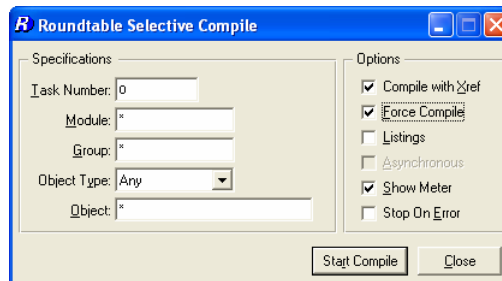 R Roundtable Selective Compile
Specifications
Task Number: 0
Module: *
Group: *
Object Type: Any
Object: *
Options
Compile with Xref
Force Compile
Listings
Asynchronous
Show Meter
Stop On Error
Start Compile Close